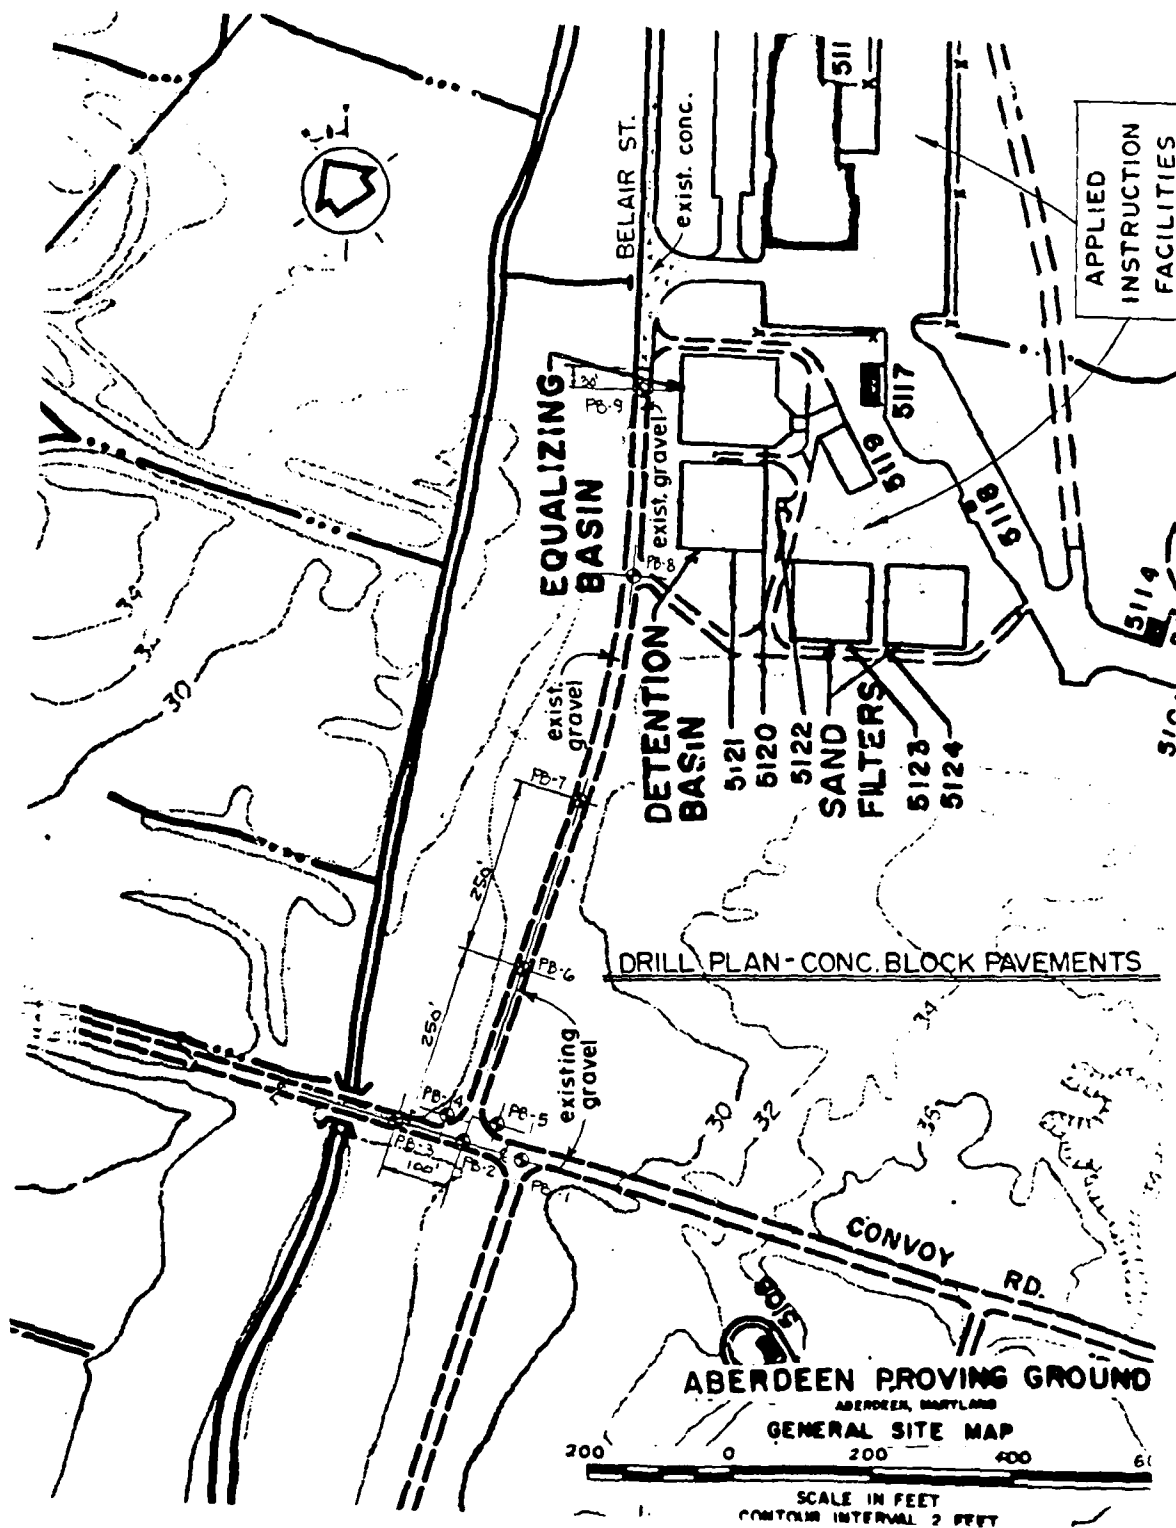 511
BELAIR ST.
exist. conc.
APPLIED
INSTRUCTION
FACILITIES
EQUALIZING
BASIN
30'
PB-9
exist. gravel
5117
5119
5118
5114
PB-8
34
30
exist.
gravel
DETENTION
BASIN
5121
5120
5122
SAND
FILTERS
5123
5124
PB-7
250'
PB-6
250'
DRILL PLAN-CONC. BLOCK PAVEMENTS
existing
gravel
34
30
32
PB-4
PB-5
PB-3
PB-2
100'
PB-1
CONVOY RD.
5108
ABERDEEN PROVING GROUND
ABERDEEN, MARYLAND
GENERAL SITE MAP
200 0 200 400
SCALE IN FEET
CONTOUR INTERVAL 2 FEET